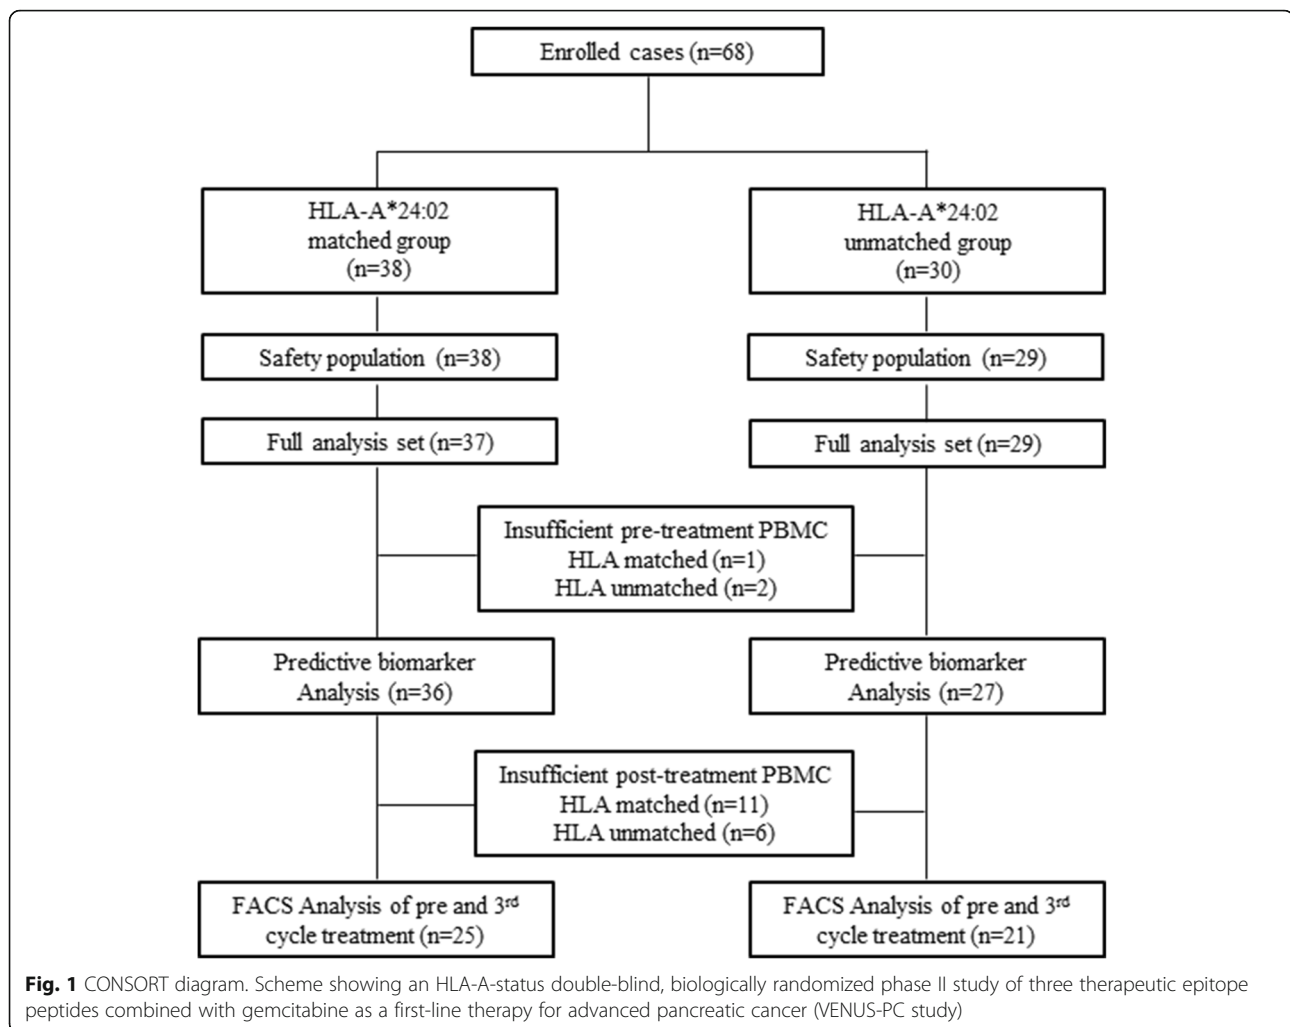 Enrolled cases (n=68)
HLA-A*24:02
matched group
(n=38)
HLA-A*24:02
unmatched group
(n=30)
Safety population (n=38)
Safety population (n=29)
Full analysis set (n=37)
Full analysis set (n=29)
Insufficient pre-treatment PBMC
HLA matched (n=1)
HLA unmatched (n=2)
Predictive biomarker
Analysis (n=36)
Predictive biomarker
Analysis (n=27)
Insufficient post-treatment PBMC
HLA matched (n=11)
HLA unmatched (n=6)
FACS Analysis of pre and 3rd
cycle treatment (n=25)
FACS Analysis of pre and 3rd
cycle treatment (n=21)
Fig. 1 CONSORT diagram. Scheme showing an HLA-A-status double-blind, biologically randomized phase II study of three therapeutic epitope
peptides combined with gemcitabine as a first-line therapy for advanced pancreatic cancer (VENUS-PC study)